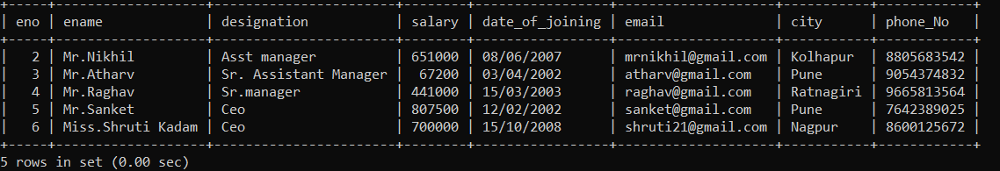 | eno | ename | designation | salary | date_of_joining | email | city | phone_No |
| 2 | Mr.Nikhil | Asst manager | 651000 | 08/06/2007 | mrnikhil@gmail.com | Kolhapur | 8805683542 |
| 3 | Mr.Atharv | Sr. Assistant Manager | 67200 | 03/04/2002 | atharv@gmail.com | Pune | 9054374832 |
| 4 | Mr.Raghav | Sr.manager | 441000 | 15/03/2003 | raghav@gmail.com | Ratnagiri | 9665813564 |
| 5 | Mr.Sanket | Ceo | 807500 | 12/02/2002 | sanket@gmail.com | Pune | 7642389025 |
| 6 | Miss.Shruti Kadam | Ceo | 700000 | 15/10/2008 | shruti21@gmail.com | Nagpur | 8600125672 |
5 rows in set (0.00 sec)